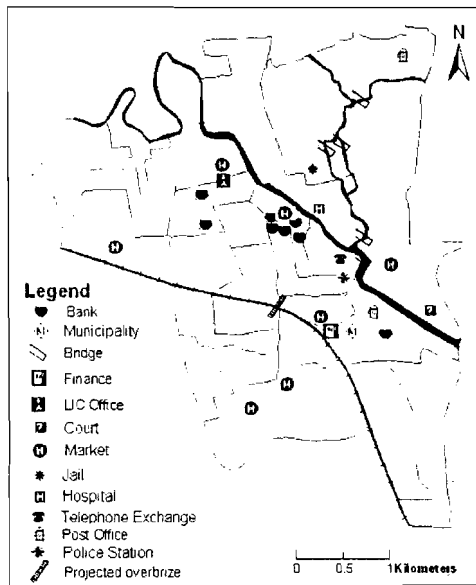 N
Legend
Bank
Municipality
Bridge
Finance
LIC Office
Court
Market
Jail
Hospital
Telephone Exchange
Post Office
Police Station
Projected overbrize
0 0.5 1 Kilometers